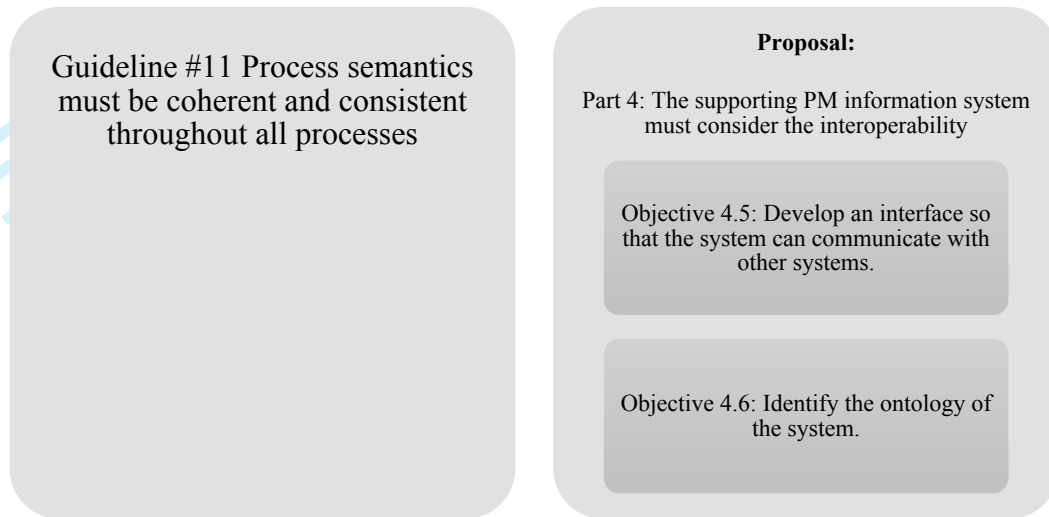 Guideline #11 Process semantics
must be coherent and consistent
throughout all processes
Proposal:
Part 4: The supporting PM information system
must consider the interoperability
Objective 4.5: Develop an interface so
that the system can communicate with
other systems.
Objective 4.6: Identify the ontology of
the system.